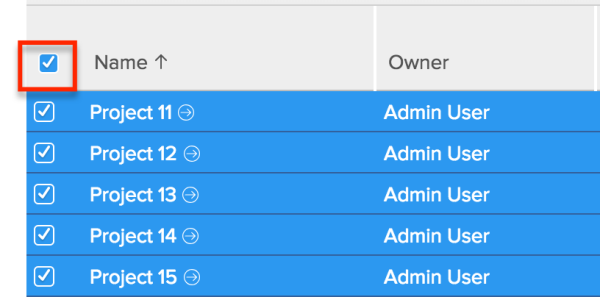 Name ↑ Owner
Project 11 Admin User
Project 12 Admin User
Project 13 Admin User
Project 14 Admin User
Project 15 Admin User